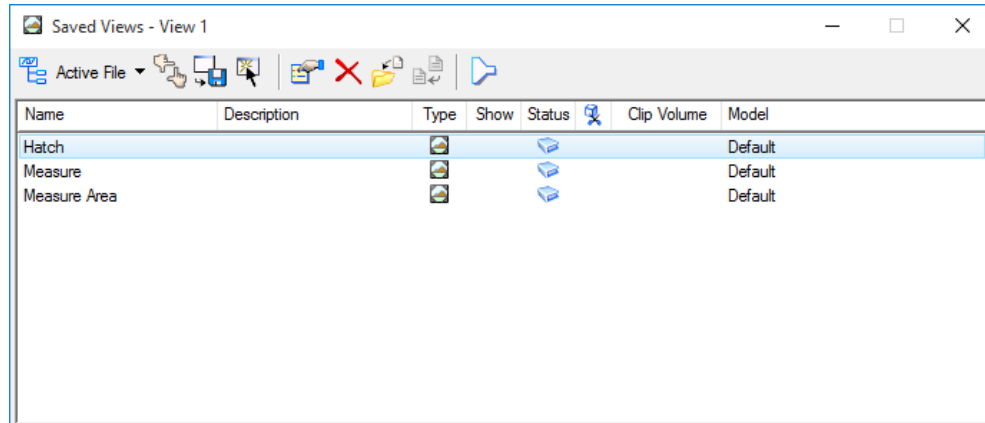 Saved Views - View 1
Active File
Name Description Type Show Status Clip Volume Model
Hatch Default
Measure Default
Measure Area Default